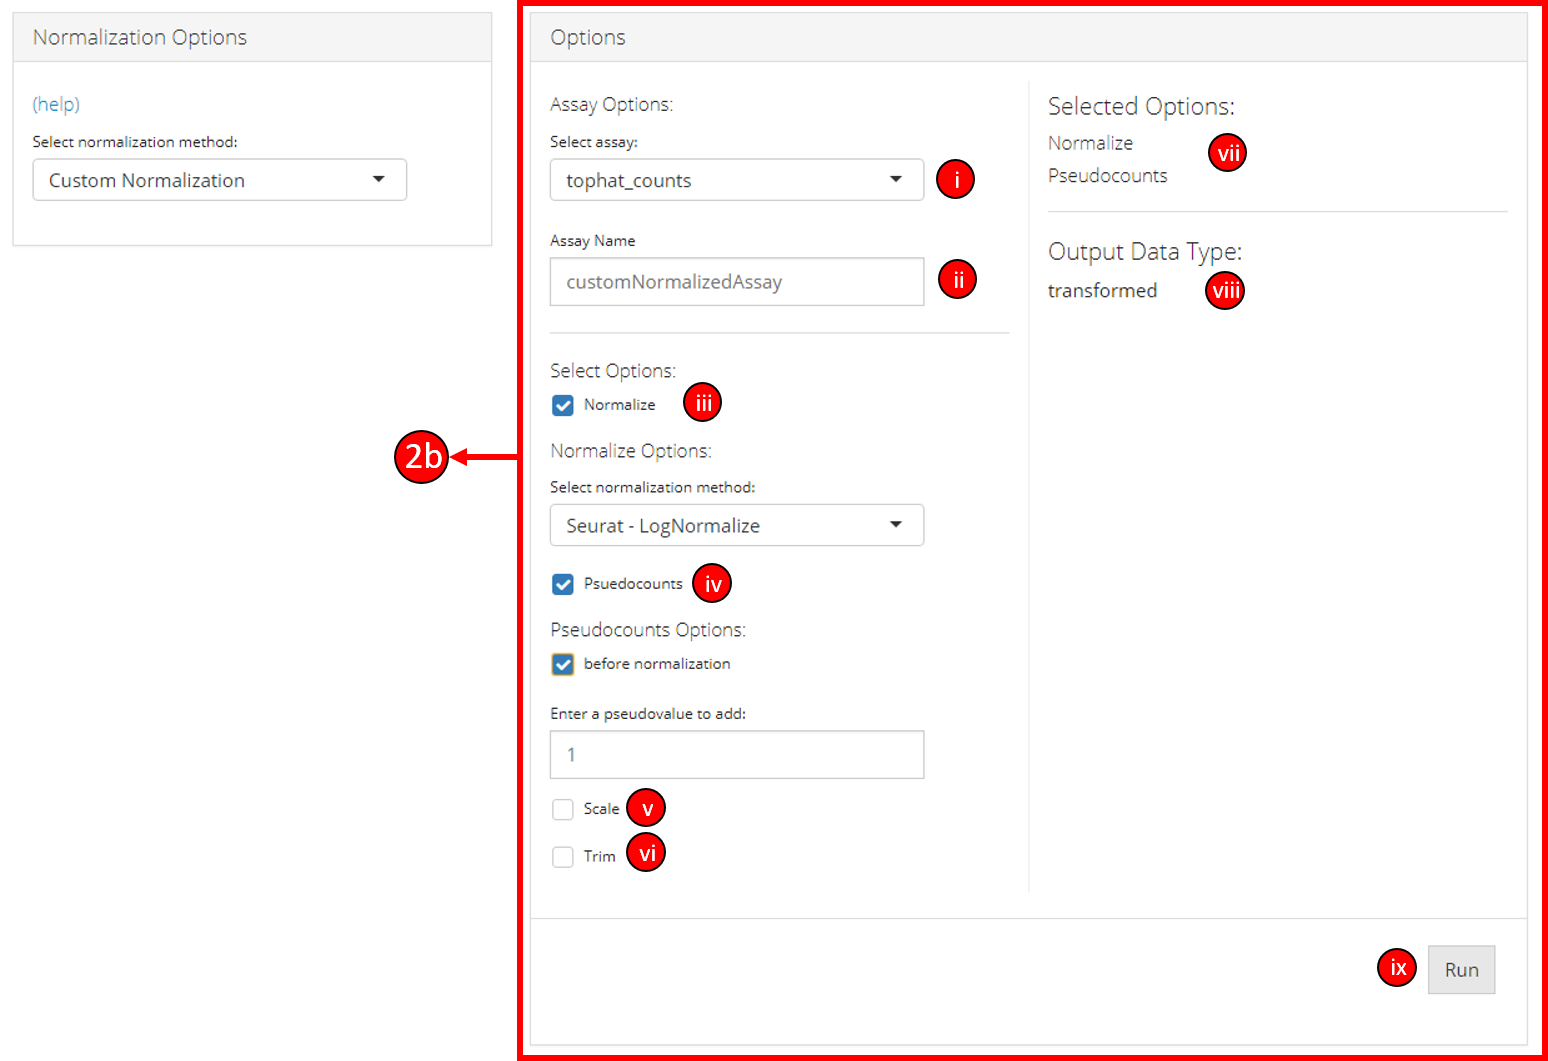 Normalization Options
(help)
Select normalization method:
Custom Normalization
2b
Options
Assay Options:
Select assay:
tophat_counts
i
Assay Name
customNormalizedAssay
ii
Select Options:
Normalize
iii
Normalize Options:
Select normalization method:
Seurat - LogNormalize
Psuedocounts
iv
Pseudocounts Options:
before normalization
Enter a pseudovalue to add:
1
Scale
v
Trim
vi
Selected Options:
Normalize
vii
Pseudocounts
Output Data Type:
transformed
viii
ix
Run